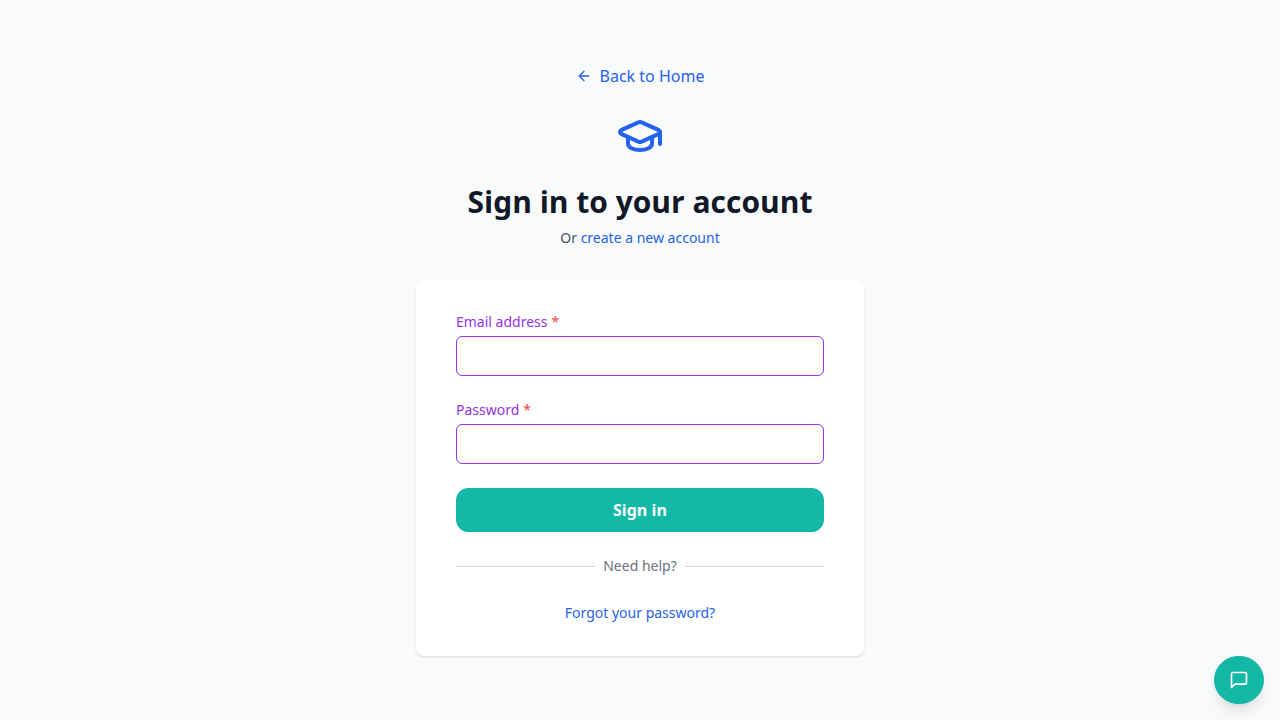 Back to Home
Sign in to your account
Or create a new account
Email address *
Password *
Sign in
Need help?
Forgot your password?